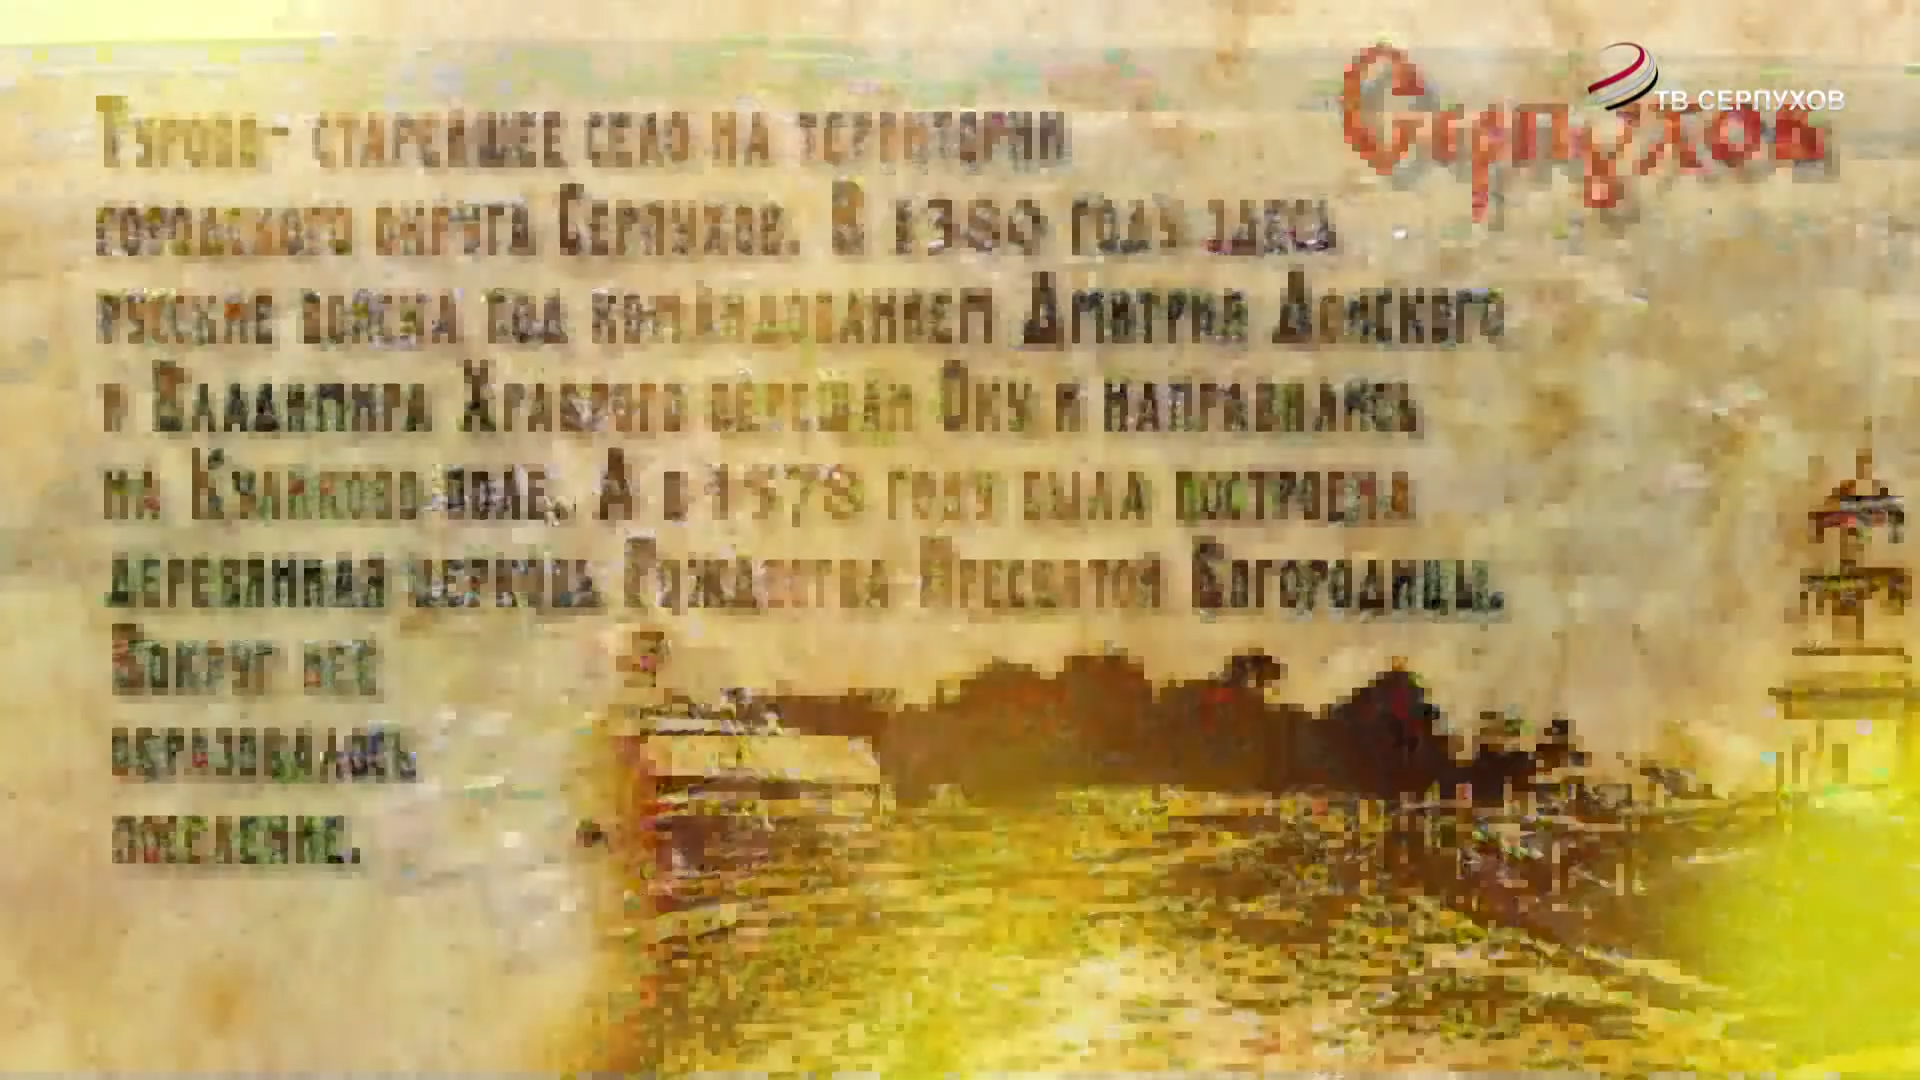 Серпухов
ТВ СЕРПУХОВ
Турово- старейшее село на территории
городского округа Серпухов. В 1380 году здесь
русские войска под командованием Дмитрия Донского
и Владимира Храброго перешли Оку и направились
на Куликово поле. А в 1578 году была построена
деревянная церковь Рождества Пресвятой Богородицы.
Вокруг неё
образовалось
поселение.